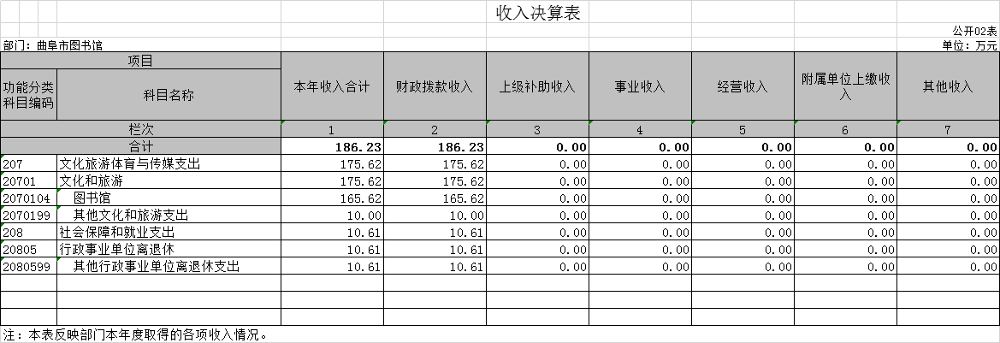 收入决算表
公开02表
部门：曲阜市图书馆 单位：万元
项目 本年收入合计 财政拨款收入 上级补助收入 事业收入 经营收入 附属单位上缴收入 其他收入
功能分类科目编码 科目名称
栏次 1 2 3 4 5 6 7
合计 186.23 186.23 0.00 0.00 0.00 0.00 0.00
207 文化旅游体育与传媒支出 175.62 175.62 0.00 0.00 0.00 0.00 0.00
20701 文化和旅游 175.62 175.62 0.00 0.00 0.00 0.00 0.00
2070104 图书馆 165.62 165.62 0.00 0.00 0.00 0.00 0.00
2070199 其他文化和旅游支出 10.00 10.00 0.00 0.00 0.00 0.00 0.00
208 社会保障和就业支出 10.61 10.61 0.00 0.00 0.00 0.00 0.00
20805 行政事业单位离退休 10.61 10.61 0.00 0.00 0.00 0.00 0.00
2080599 其他行政事业单位离退休支出 10.61 10.61 0.00 0.00 0.00 0.00 0.00
注：本表反映部门本年度取得的各项收入情况。